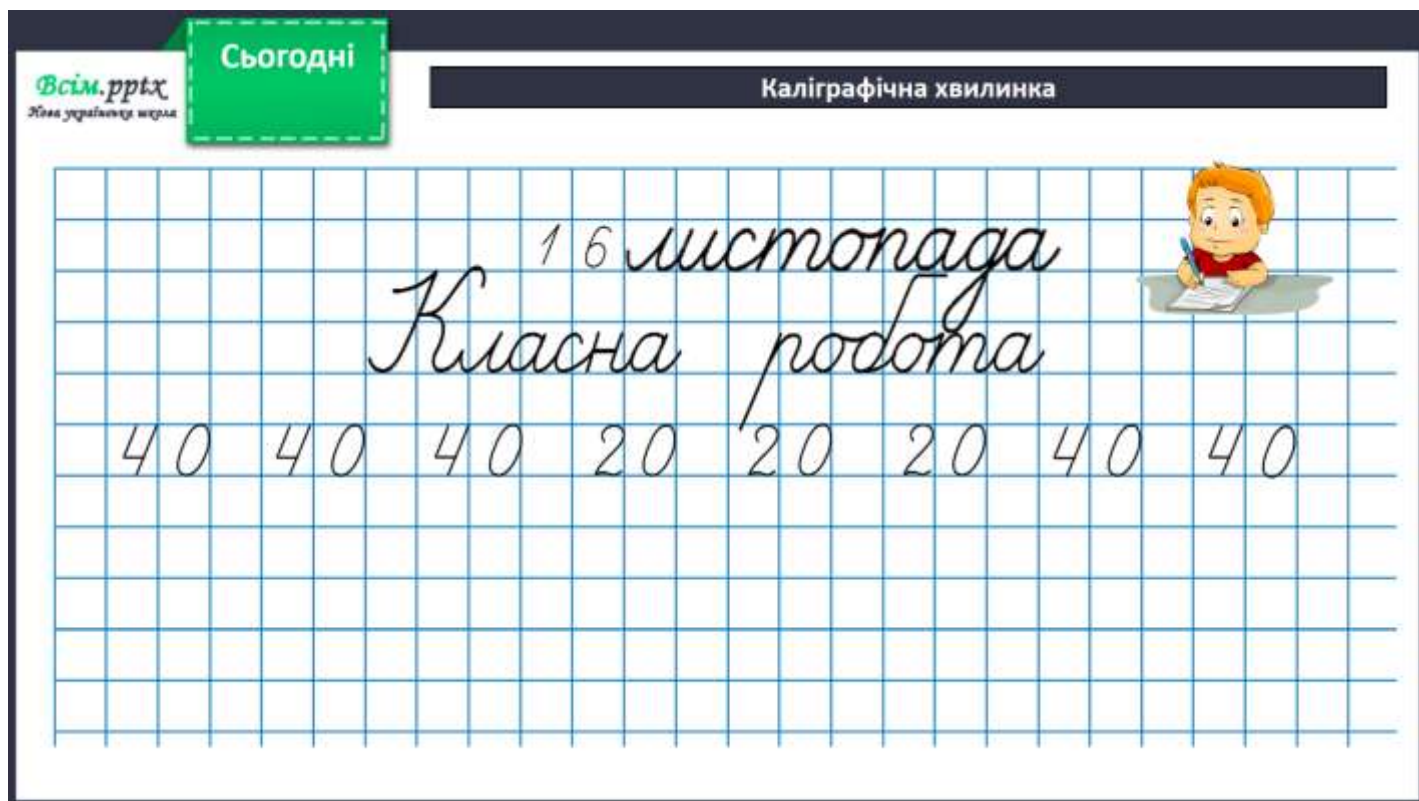 Сьогодні
Всім.pptx
Нова українська школа
Каліграфічна хвилинка
16 листопада
Класна робота
40 40 40 20 20 20 40 40